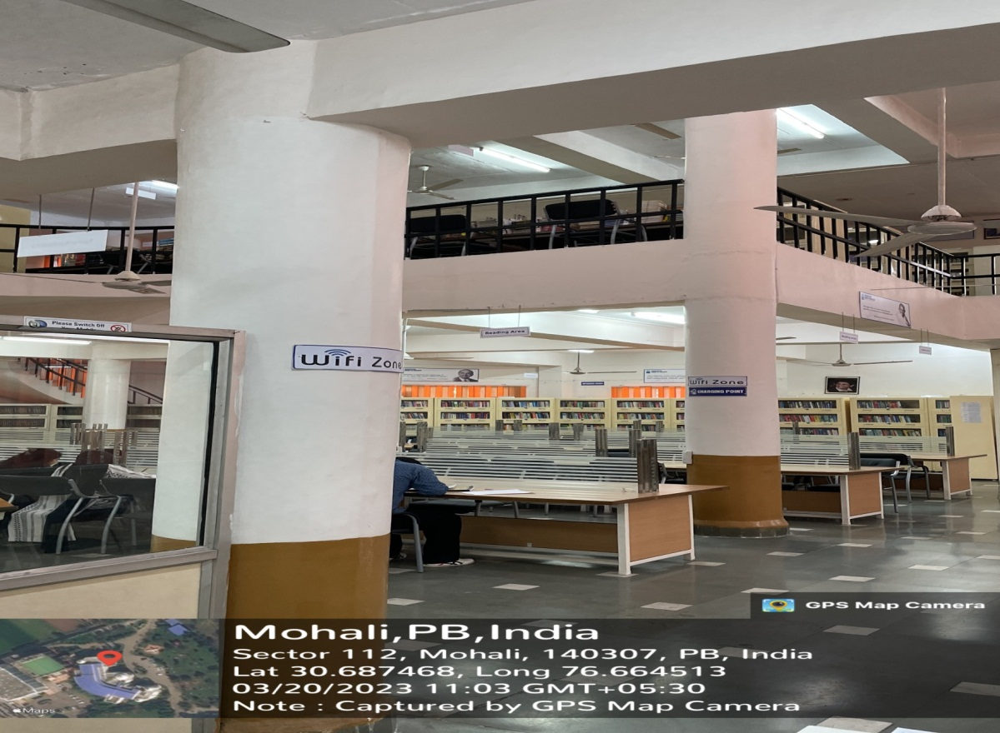 Please Switch Off
Wifi Zone
Reading Area
Wifi Zone
CHARGING POINT
GPS Map Camera
Mohali,PB,India
Sector 112, Mohali, 140307, PB, India
Lat 30.687468, Long 76.664513
03/20/2023 11:03 GMT+05:30
Note : Captured by GPS Map Camera
Maps